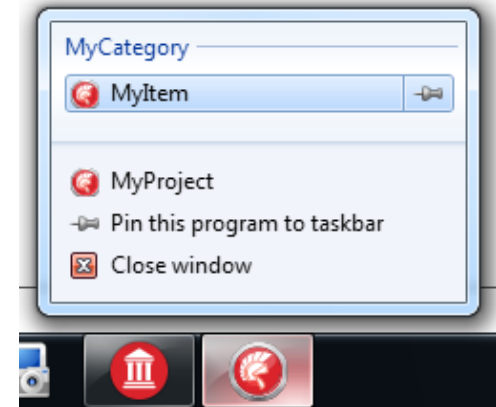 MyCategory
MyItem
MyProject
Pin this program to taskbar
Close window